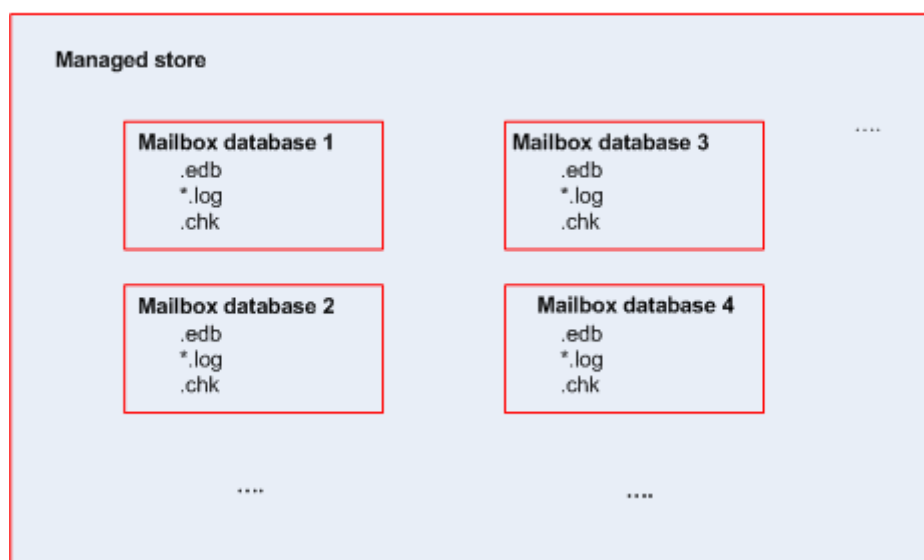 Managed store
Mailbox database 1
.edb
*.log
.chk
Mailbox database 3
.edb
*.log
.chk
....
Mailbox database 2
.edb
*.log
.chk
Mailbox database 4
.edb
*.log
.chk
....
....